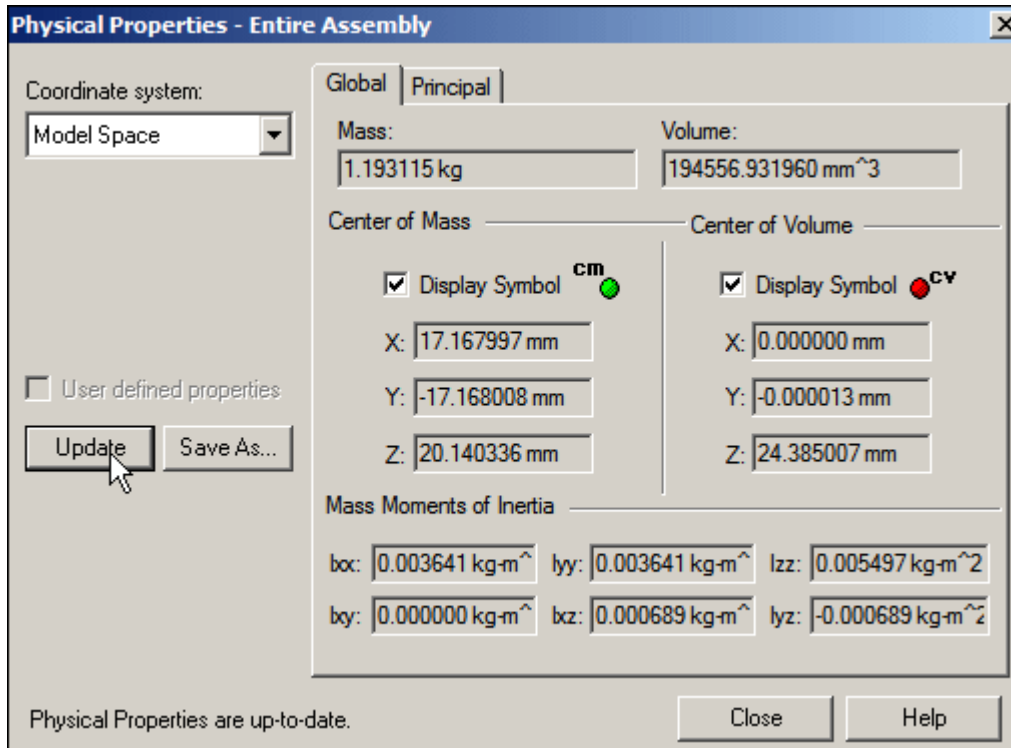 Physical Properties - Entire Assembly
Coordinate system:
Model Space
Global Principal
Mass: Volume:
1.193115 kg 194556.931960 mm^3
Center of Mass Center of Volume
Display Symbol cm Display Symbol cv
X: 17.167997 mm X: 0.000000 mm
Y: -17.168008 mm Y: -0.000013 mm
Z: 20.140336 mm Z: 24.385007 mm
User defined properties
Update Save As...
Mass Moments of Inertia
Ixx: 0.003641 kg-m^ Iyy: 0.003641 kg-m^ Izz: 0.005497 kg-m^2
Ixy: 0.000000 kg-m^ Ixz: 0.000689 kg-m^ Iyz: -0.000689 kg-m^2
Physical Properties are up-to-date.
Close Help